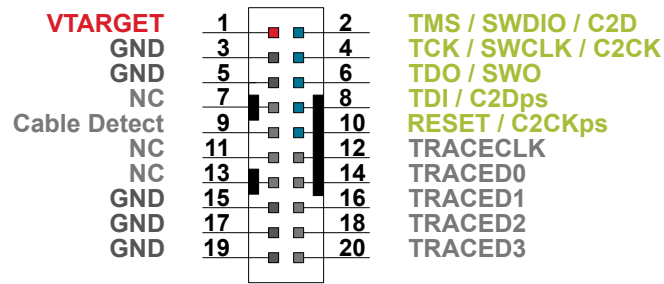 VTARGET 1 2 TMS / SWDIO / C2D
GND 3 4 TCK / SWCLK / C2CK
GND 5 6 TDO / SWO
NC 7 8 TDI / C2Dps
Cable Detect 9 10 RESET / C2CKps
NC 11 12 TRACECLK
NC 13 14 TRACED0
GND 15 16 TRACED1
GND 17 18 TRACED2
GND 19 20 TRACED3